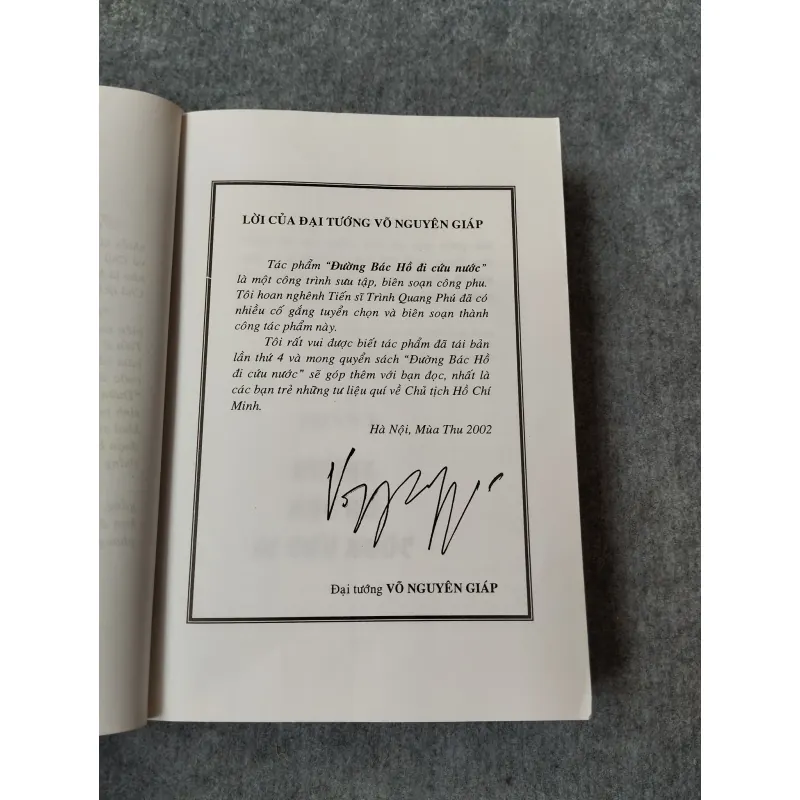 LỜI CỦA ĐẠI TƯỚNG VÕ NGUYÊN GIÁP
Tác phẩm “Đường Bác Hồ đi cứu nước”
là một công trình sưu tập, biên soạn công phu.
Tôi hoan nghênh Tiến sĩ Trình Quang Phú đã có
nhiều cố gắng tuyển chọn và biên soạn thành
công tác phẩm này.
Tôi rất vui được biết tác phẩm đã tái bản
lần thứ 4 và mong quyển sách “Đường Bác Hồ
đi cứu nước” sẽ góp thêm với bạn đọc, nhất là
các bạn trẻ những tư liệu quí về Chủ tịch Hồ Chí
Minh.
Hà Nội, Mùa Thu 2002
Đại tướng VÕ NGUYÊN GIÁP